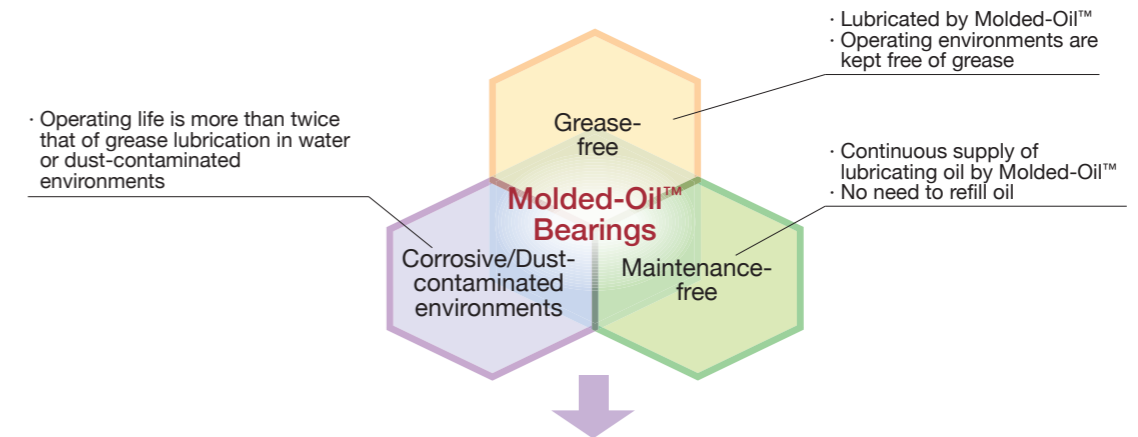 · Lubricated by Molded-Oil™
· Operating environments are
kept free of grease
· Operating life is more than twice
that of grease lubrication in water
or dust-contaminated
environments
Grease-
free
· Continuous supply of
lubricating oil by Molded-Oil™
· No need to refill oil
Molded-Oil™
Bearings
Corrosive/Dust-
contaminated
environments
Maintenance-
free